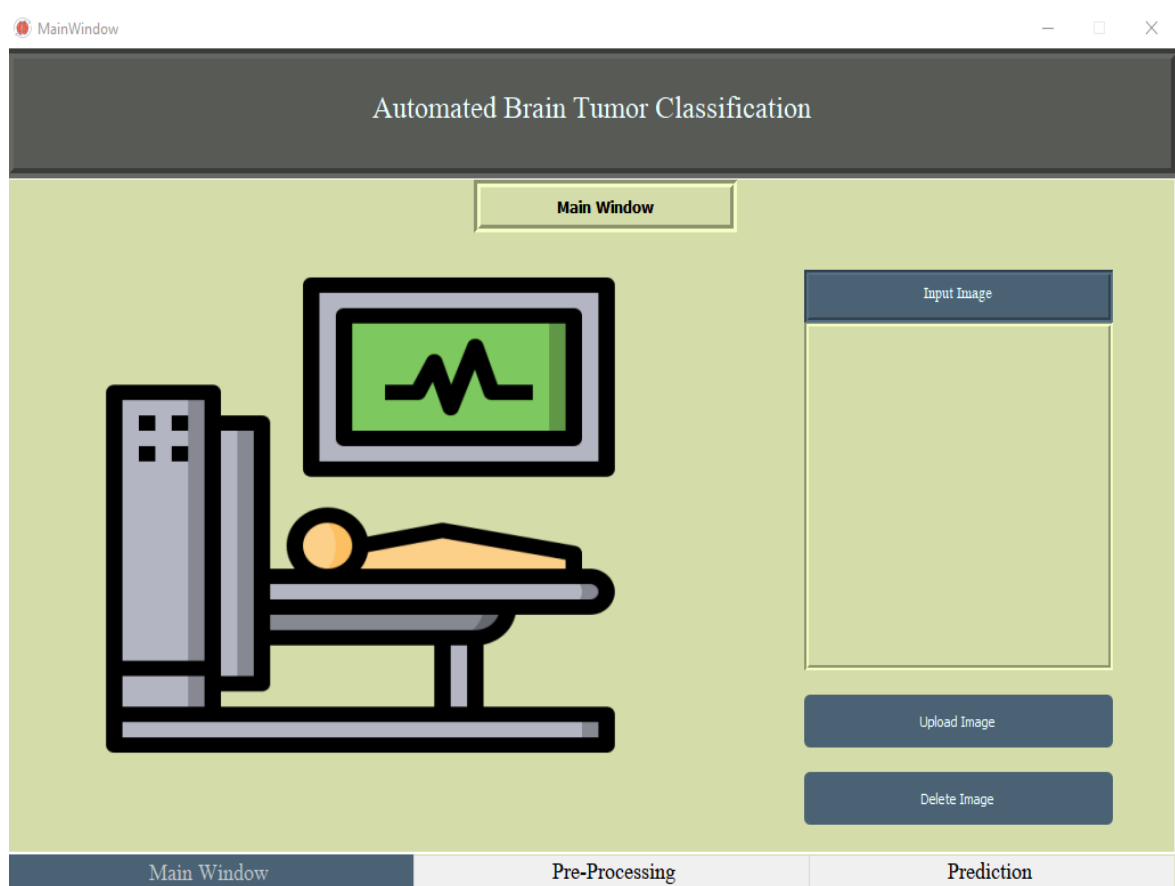 MainWindow
Automated Brain Tumor Classification
Main Window
Input Image
Upload Image
Delete Image
Main Window
Pre-Processing
Prediction